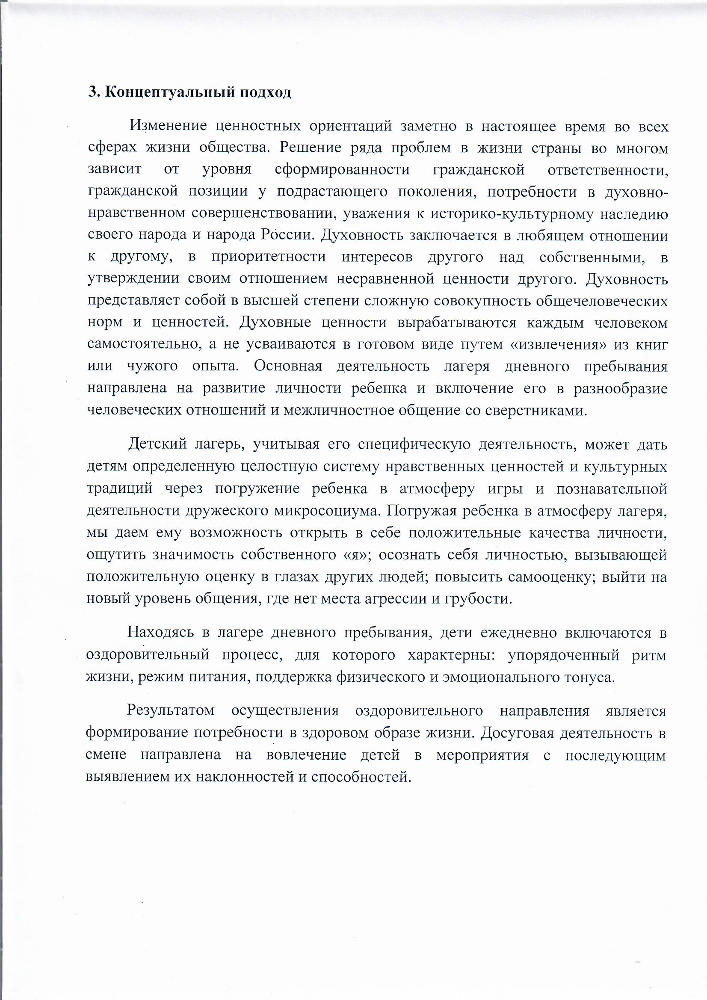 3. Концептуальный подход
Изменение ценностных ориентаций заметно в настоящее время во всех
сферах жизни общества. Решение ряда проблем в жизни страны во многом
зависит от уровня сформированности гражданской ответственности,
гражданской позиции у подрастающего поколения, потребности в духовно-
нравственном совершенствовании, уважения к историко-культурному наследию
своего народа и народа России. Духовность заключается в любящем отношении
к другому, в приоритетности интересов другого над собственными, в
утверждении своим отношением несравненной ценности другого. Духовность
представляет собой в высшей степени сложную совокупность общечеловеческих
норм и ценностей. Духовные ценности вырабатываются каждым человеком
самостоятельно, а не усваиваются в готовом виде путем «извлечения» из книг
или чужого опыта. Основная деятельность лагеря дневного пребывания
направлена на развитие личности ребенка и включение его в разнообразие
человеческих отношений и межличностное общение со сверстниками.
Детский лагерь, учитывая его специфическую деятельность, может дать
детям определенную целостную систему нравственных ценностей и культурных
традиций через погружение ребенка в атмосферу игры и познавательной
деятельности дружеского микросоциума. Погружая ребенка в атмосферу лагеря,
мы даем ему возможность открыть в себе положительные качества личности,
ощутить значимость собственного «я»; осознать себя личностью, вызывающей
положительную оценку в глазах других людей; повысить самооценку; выйти на
новый уровень общения, где нет места агрессии и грубости.
Находясь в лагере дневного пребывания, дети ежедневно включаются в
оздоровительный процесс, для которого характерны: упорядоченный ритм
жизни, режим питания, поддержка физического и эмоционального тонуса.
Результатом осуществления оздоровительного направления является
формирование потребности в здоровом образе жизни. Досуговая деятельность в
смене направлена на вовлечение детей в мероприятия с последующим
выявлением их наклонностей и способностей.